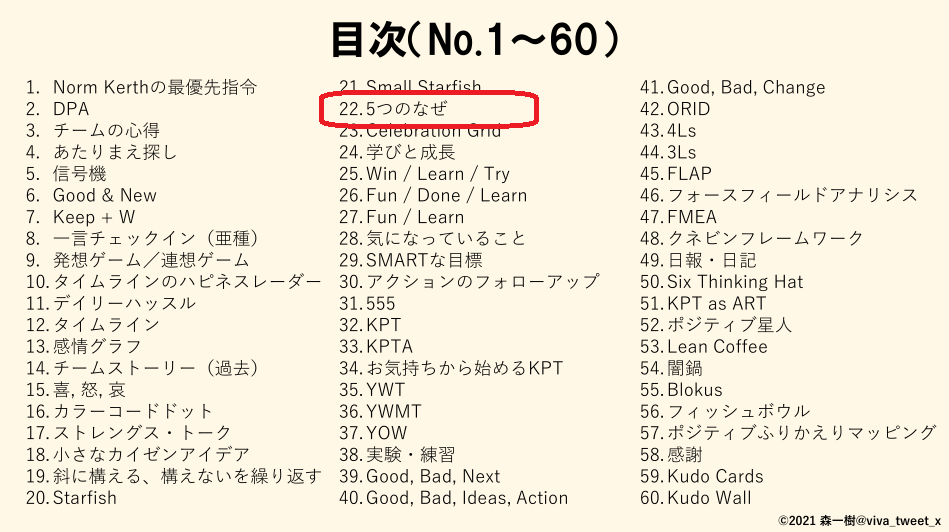 目次(No.1～60)
1. Norm Kerthの最優先指令
2. DPA
3. チームの心得
4. あたりまえ探し
5. 信号機
6. Good & New
7. Keep + W
8. 一言チェックイン（亜種）
9. 発想ゲーム／連想ゲーム
10.タイムラインのハピネスレーダー
11.デイリーハッスル
12.タイムライン
13.感情グラフ
14.チームストーリー（過去）
15.喜, 怒, 哀
16.カラーコードドット
17.ストレングス・トーク
18.小さなカイゼンアイデア
19.斜に構える、構えないを繰り返す
20.Starfish
21.Small Starfish
22.5つのなぜ
23.Celebration Grid
24.学びと成長
25.Win / Learn / Try
26.Fun / Done / Learn
27.Fun / Learn
28.気になっていること
29.SMARTな目標
30.アクションのフォローアップ
31.555
32.KPT
33.KPTA
34.お気持ちから始めるKPT
35.YWT
36.YWMT
37.YOW
38.実験・練習
39.Good, Bad, Next
40.Good, Bad, Ideas, Action
41.Good, Bad, Change
42.ORID
43.4Ls
44.3Ls
45.FLAP
46.フォースフィールドアナリシス
47.FMEA
48.クネビンフレームワーク
49.日報・日記
50.Six Thinking Hat
51.KPT as ART
52.ポジティブ星人
53.Lean Coffee
54.闇鍋
55.Blokus
56.フィッシュボウル
57.ポジティブふりかえりマッピング
58.感謝
59.Kudo Cards
60.Kudo Wall
©2021 森一樹@viva_tweet_x